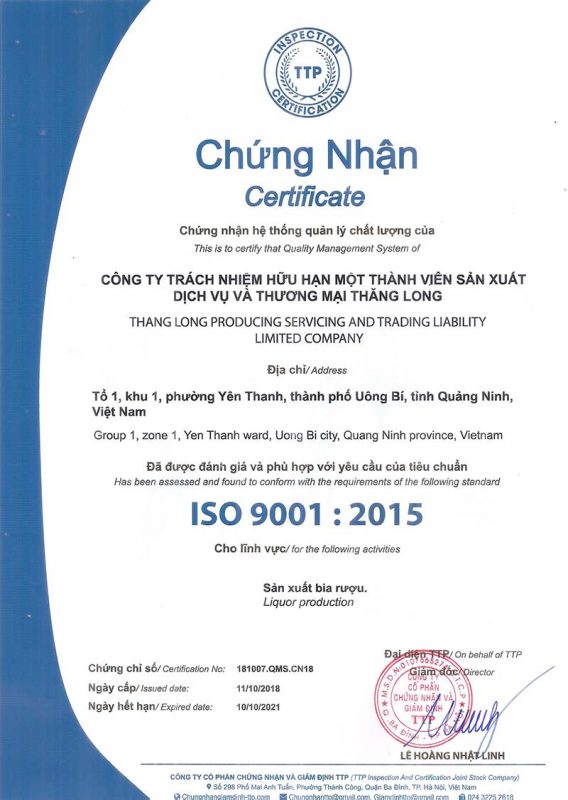 INSPECTION
TTP
CERTIFICATION
Chứng Nhận
Certificate
Chứng nhận hệ thống quản lý chất lượng của
This is to certify that Quality Management System of
CÔNG TY TRÁCH NHIỆM HỮU HẠN MỘT THÀNH VIÊN SẢN XUẤT
DỊCH VỤ VÀ THƯƠNG MẠI THĂNG LONG
THANG LONG PRODUCING SERVICING AND TRADING LIABILITY
LIMITED COMPANY
Địa chỉ/ Address
Tổ 1, khu 1, phường Yên Thanh, thành phố Uông Bí, tỉnh Quảng Ninh,
Việt Nam
Group 1, zone 1, Yen Thanh ward, Uong Bi city, Quang Ninh province, Vietnam
Đã được đánh giá và phù hợp với yêu cầu của tiêu chuẩn
Has been assessed and found to conform with the requirements of the following standard
ISO 9001 : 2015
Cho lĩnh vực/ for the following activities
Sản xuất bia rượu.
Liquor production
Đại diện TTP/ On behalf of TTP
Giám đốc/ Director
Chứng chỉ số/ Certification No: 181007.QMS.CN18
Ngày cấp/ Issued date: 11/10/2018
Ngày hết hạn/ Expired date: 10/10/2021
CÔNG TY
CỔ PHẦN
CHỨNG NHẬN VÀ
GIÁM ĐỊNH
TTP
LÊ HOÀNG NHẬT LINH
CÔNG TY CỔ PHẦN CHỨNG NHẬN VÀ GIÁM ĐỊNH TTP (TTP Inspection And Certification Joint Stock Company)
Số 298 Phố Mai Anh Tuấn, Phường Thành Công, Quận Ba Đình, TP. Hà Nội, Việt Nam
Chungnhangiamdinh-ttp.com Chungnhanttp@gmail.com, Giamdinhttp@gmail.com 024 3225 2618